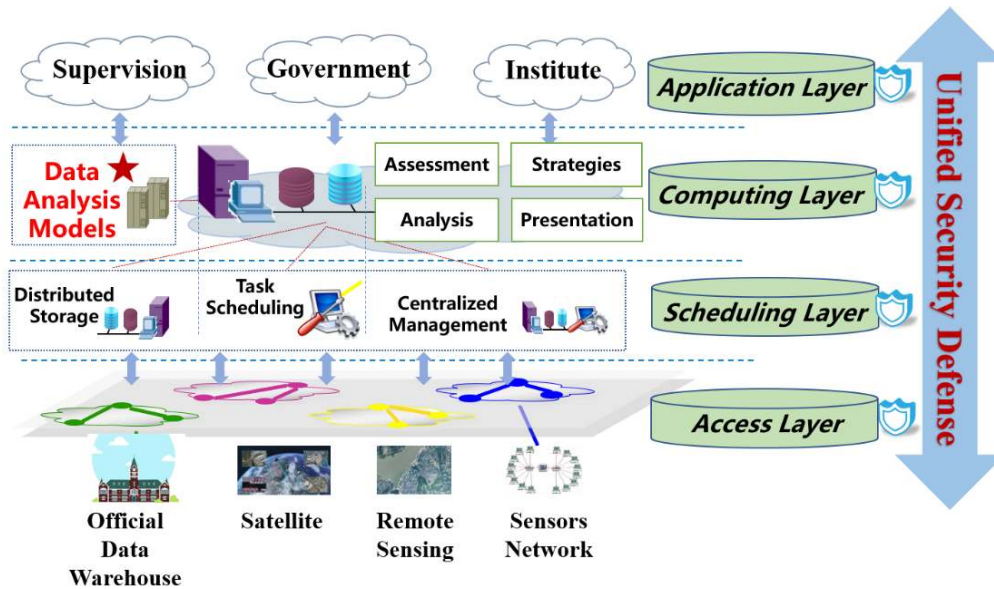 Supervision
Government
Institute
Application Layer
Data
Analysis
Models
Assessment
Strategies
Analysis
Presentation
Computing Layer
Distributed
Storage
Task
Scheduling
Centralized
Management
Scheduling Layer
Access Layer
Official
Data
Warehouse
Satellite
Remote
Sensing
Sensors
Network
Unified Security Defense